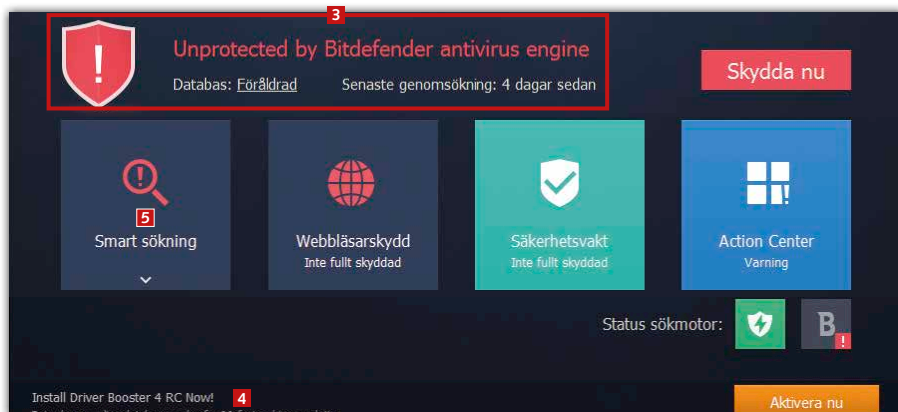 3
Unprotected by Bitdefender antivirus engine
Databas: Föråldrad Senaste genomsökning: 4 dagar sedan
Skydda nu
5
Smart sökning
Webbläsarskydd
Inte fullt skyddad
Säkerhetsvakt
Inte fullt skyddad
Action Center
Varning
Status sökmotor:
B
Install Driver Booster 4 RC Now! 4
Aktivera nu